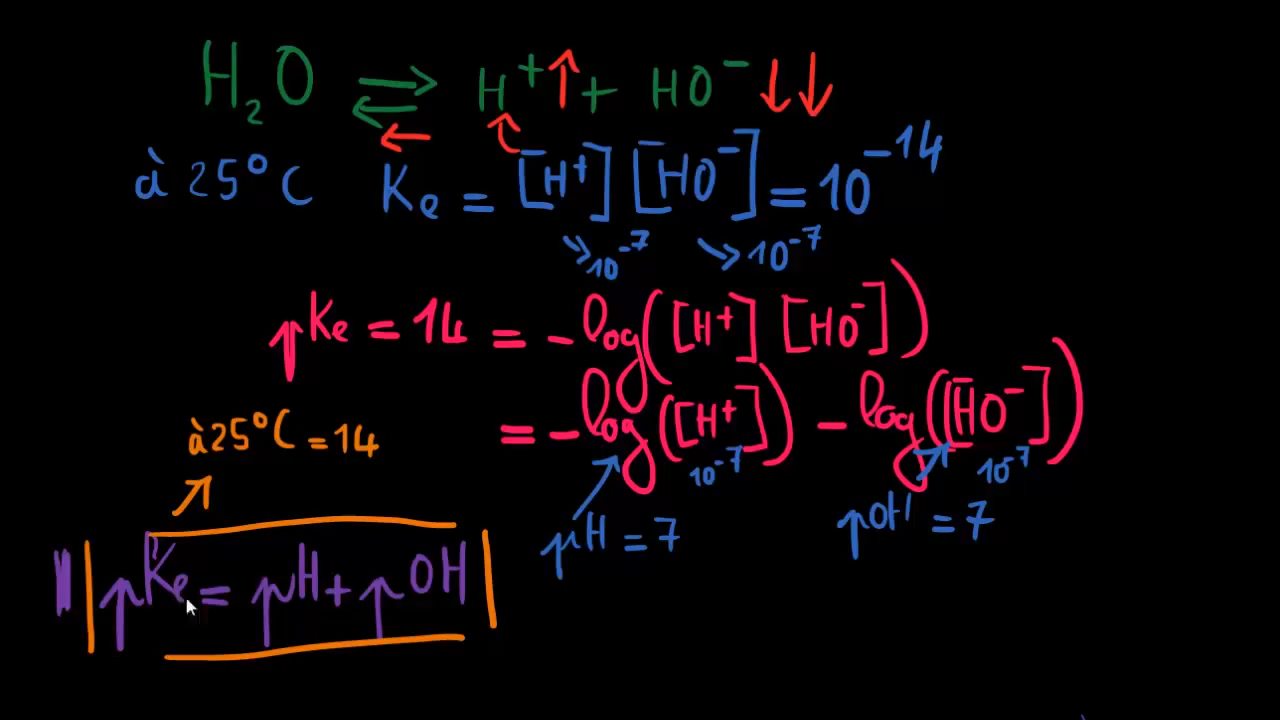 H₂O ⇌ H⁺ ↑ + HO⁻ ↓↓
←
à 25°C Ke = [H⁺] [HO⁻] = 10⁻¹⁴
↘ 10⁻⁷ ↘ 10⁻⁷
pKe = 14 = -log([H⁺] [HO⁻])
= -log([H⁺]) - log([HO⁻])
10⁻⁷ 10⁻⁷
à 25°C = 14
pH = 7 pOH = 7
pKe = pH + pOH